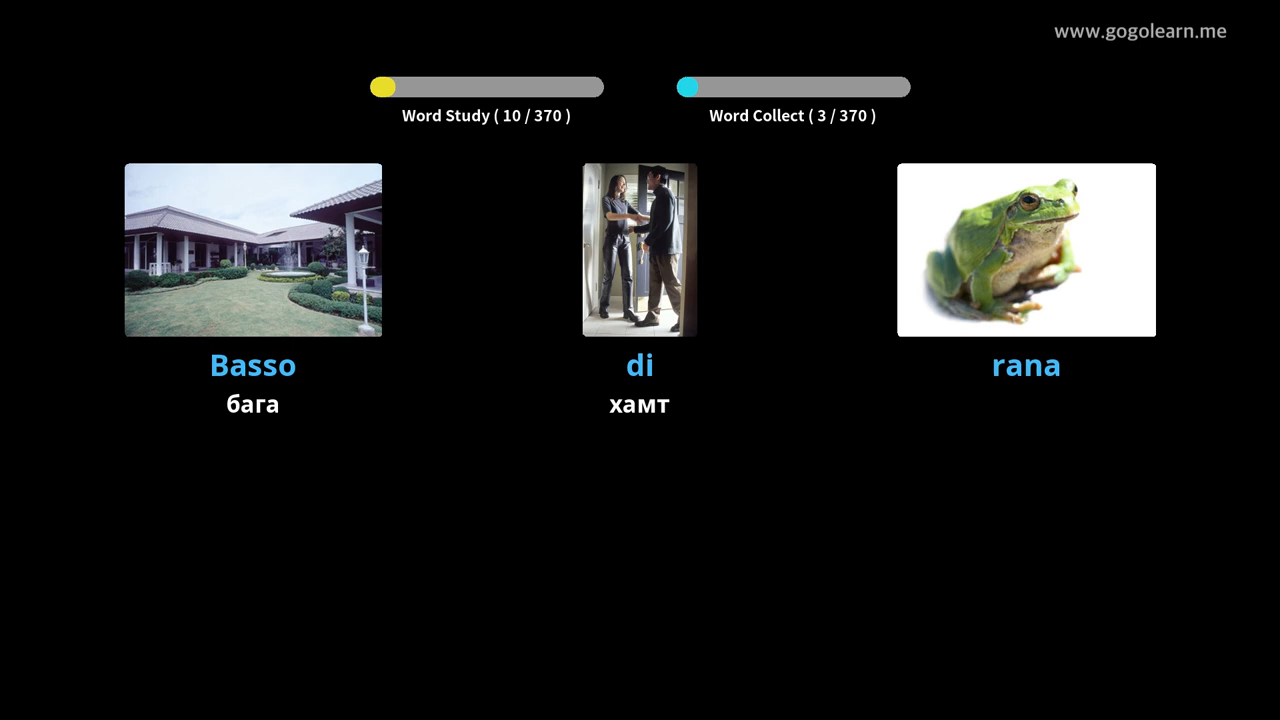 www.gogolearn.me
Word Study ( 10 / 370 )
Word Collect ( 3 / 370 )
Basso
di
rana
бага
хамт